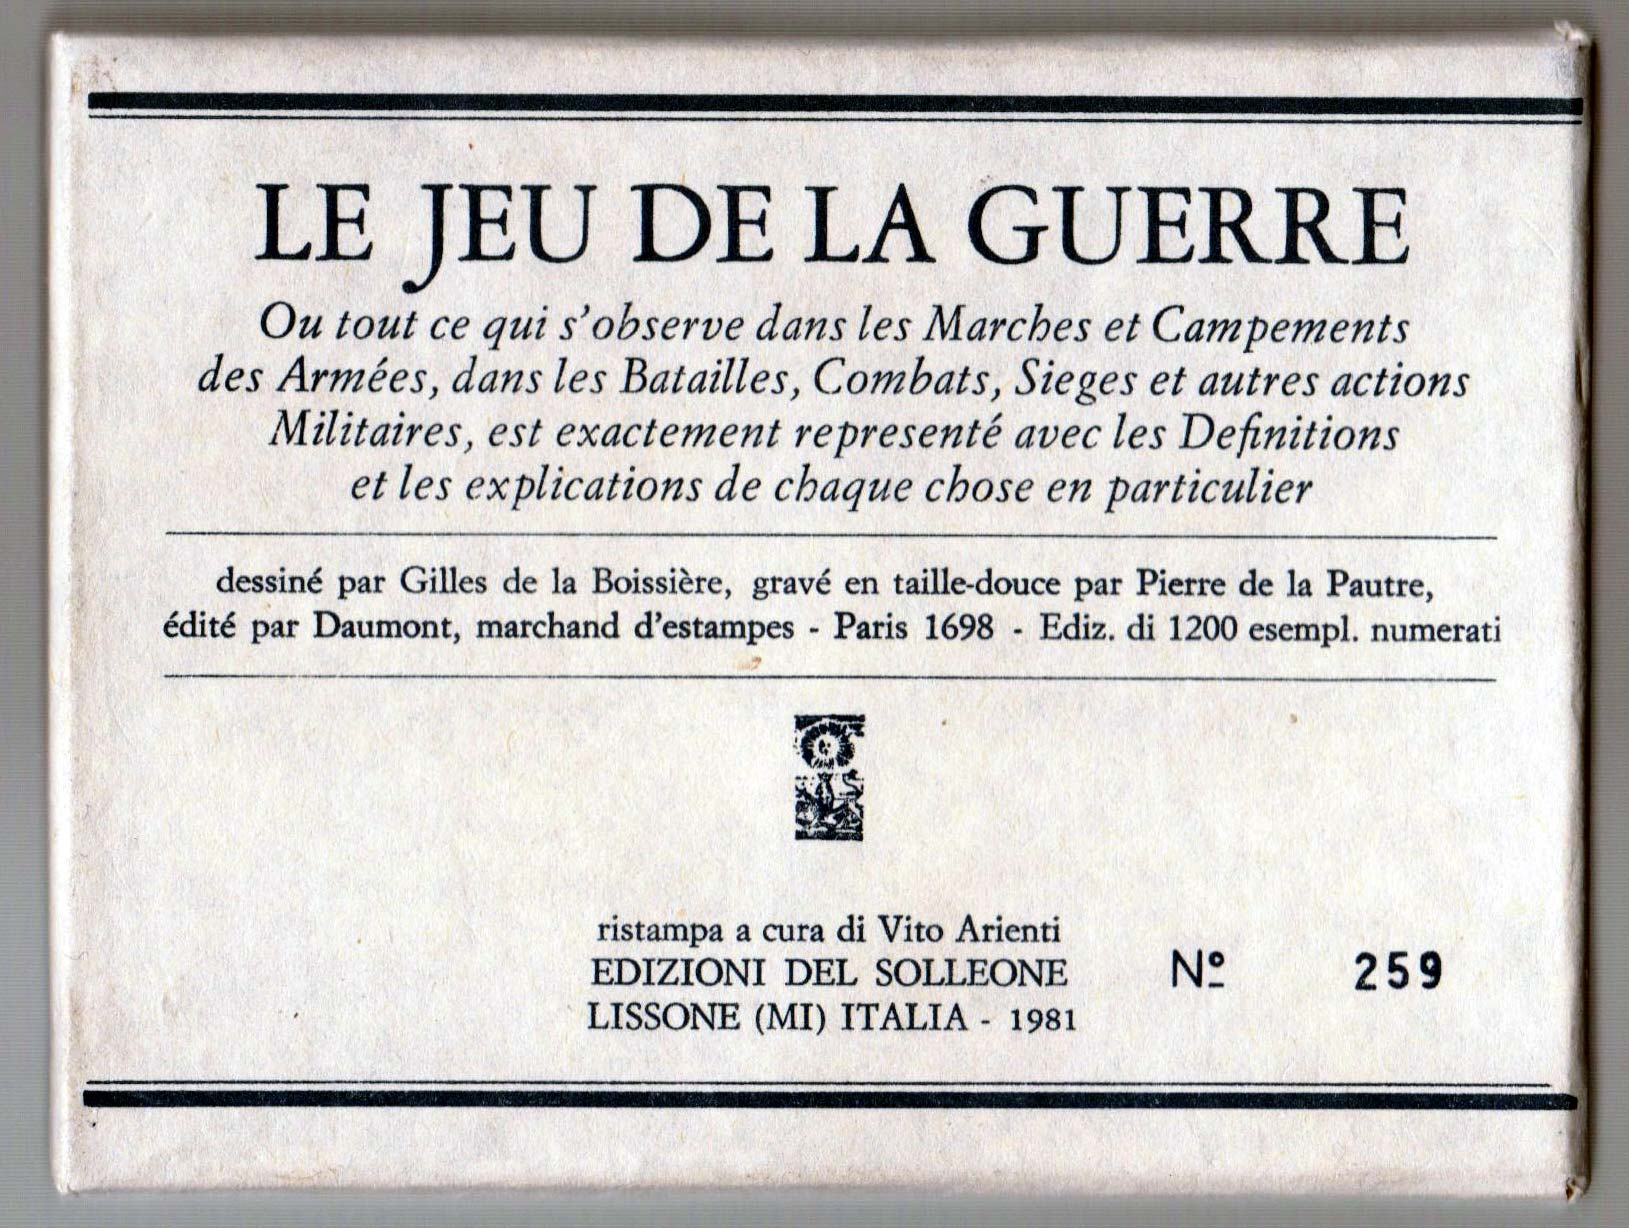 LE JEU DE LA GUERRE
Ou tout ce qui s'observe dans les Marches et Campements
des Armées, dans les Batailles, Combats, Sieges et autres actions
Militaires, est exactement representé avec les Definitions
et les explications de chaque chose en particulier
dessiné par Gilles de la Boissière, gravé en taille-douce par Pierre de la Pautre,
édité par Daumont, marchand d'estampes - Paris 1698 - Ediz. di 1200 esempl. numerati
ristampa a cura di Vito Arienti
EDIZIONI DEL SOLLEONE
LISSONE (MI) ITALIA - 1981
Nº 259